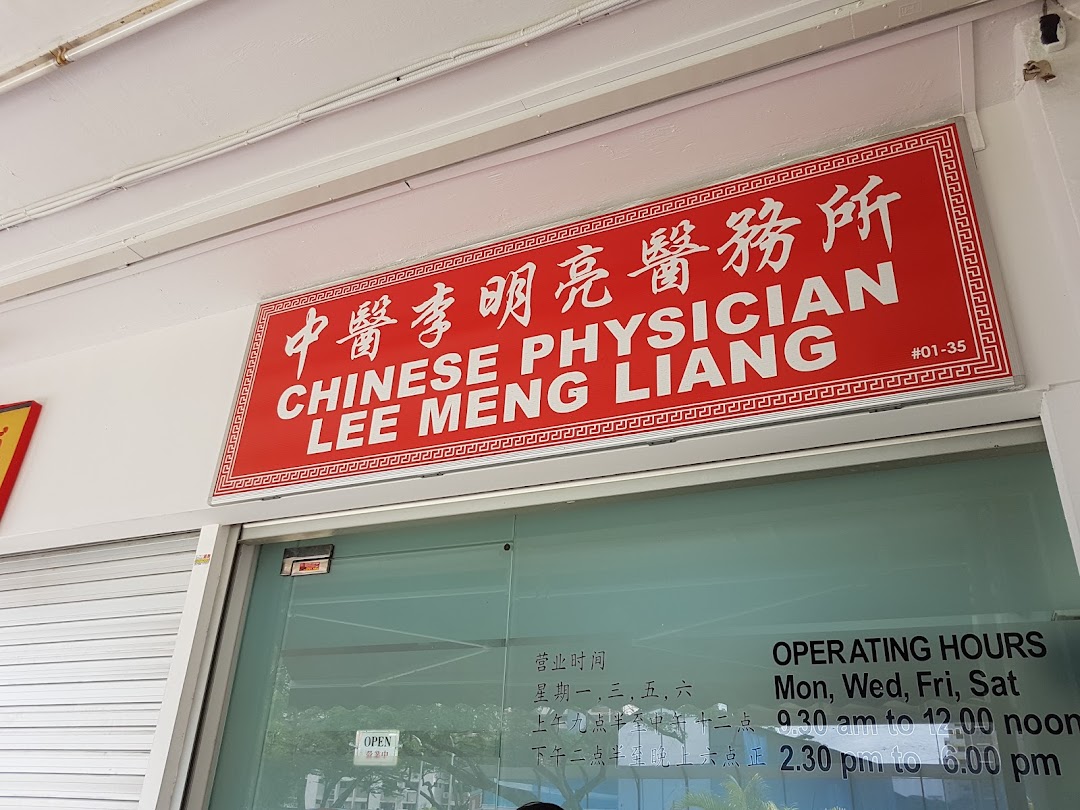 中醫李明亮醫務所
CHINESE PHYSICIAN
LEE MENG LIANG
#01-35
营业时间
星期一,三,五,六
上午九点半至中午十二点
下午二点半至晚上六点正
OPERATING HOURS
Mon, Wed, Fri, Sat
9.30 am to 12.00 noon
2.30 pm to 6.00 pm
OPEN
營業中